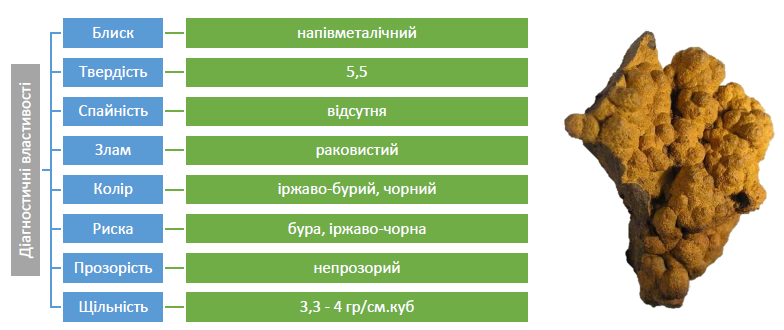 Діагностичні властивості
Блиск
напівметалічний
Твердість
5,5
Спайність
відсутня
Злам
раковистий
Колір
іржаво-бурий, чорний
Риска
бура, іржаво-чорна
Прозорість
непрозорий
Щільність
3,3 - 4 гр/см.куб